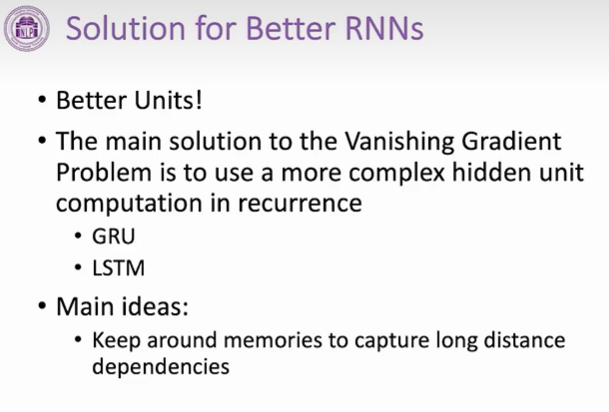 NLP
Solution for Better RNNs
• Better Units!
• The main solution to the Vanishing Gradient
Problem is to use a more complex hidden unit
computation in recurrence
• GRU
• LSTM
• Main ideas:
• Keep around memories to capture long distance
dependencies